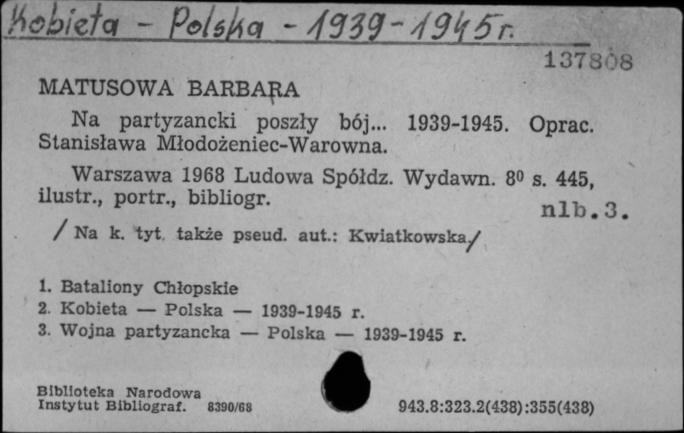 Kobieta - Polska - 1939-1945 r.
137808
MATUSOWA BARBARA
Na partyzancki poszły bój... 1939-1945. Oprac.
Stanisława Młodożeniec-Warowna.
Warszawa 1968 Ludowa Spółdz. Wydawn. 8⁰ s. 445,
ilustr., portr., bibliogr.
nlb.3.
/ Na k. tyt. także pseud. aut.: Kwiatkowska/
1. Bataliony Chłopskie
2. Kobieta — Polska — 1939-1945 r.
3. Wojna partyzancka — Polska — 1939-1945 r.
Biblioteka Narodowa
Instytut Bibliograf. 8390/68
943.8:323.2(438):355(438)